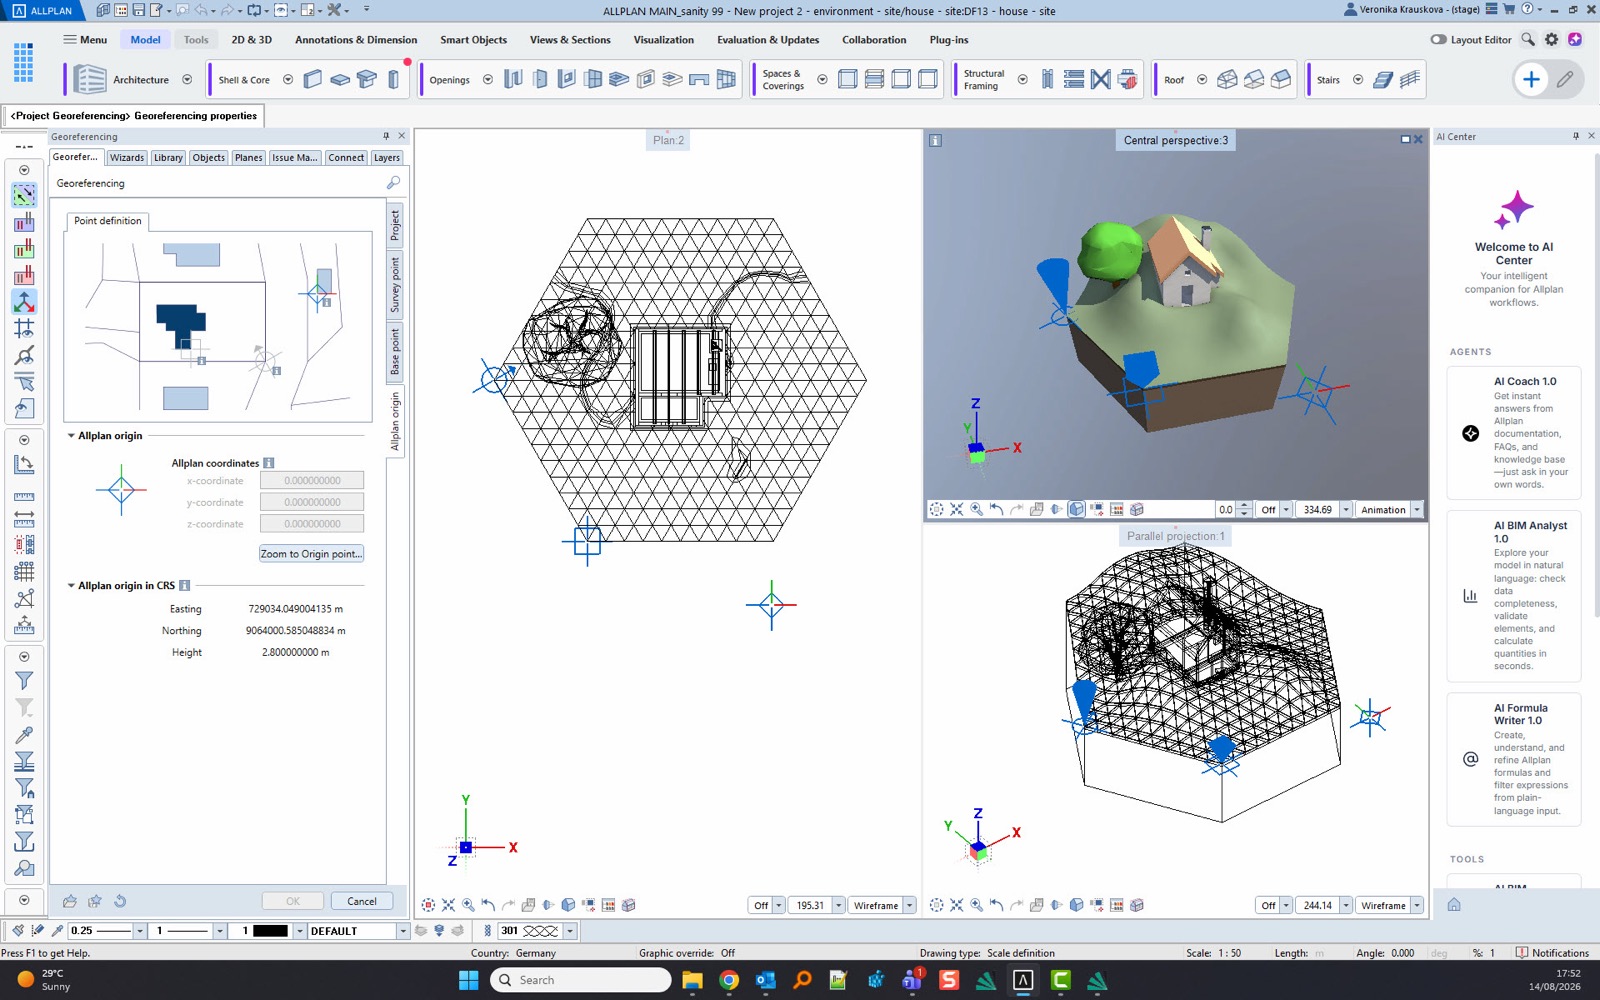 ALLPLAN
ALLPLAN MAIN_sanity 99 - New project 2 - environment - site/house - site:DF13 - house - site
Veronika Krauskova - (stage)
Menu
Model
Tools
2D & 3D
Annotations & Dimension
Smart Objects
Views & Sections
Visualization
Evaluation & Updates
Collaboration
Plug-ins
Layout Editor
Architecture
Shell & Core
Openings
Spaces &
Coverings
Structural
Framing
Roof
Stairs
<Project Georeferencing> Georeferencing properties
Georeferencing
Georefer...
Wizards
Library
Objects
Planes
Issue Ma...
Connect
Layers
Georeferencing
Point definition
Project
Survey point
Base point
Allplan origin
Allplan origin
Allplan coordinates
x-coordinate 0.000000000
y-coordinate 0.000000000
z-coordinate 0.000000000
Zoom to Origin point...
Allplan origin in CRS
Easting 729034.049004135 m
Northing 9064000.585048834 m
Height 2.800000000 m
OK
Cancel
Plan:2
Y
X
Z
Off
195.31
Wireframe
Central perspective:3
Z
Y
X
0.0
Off
334.69
Animation
Parallel projection:1
Z
Y
X
Off
244.14
Wireframe
AI Center
Welcome to AI
Center
Your intelligent
companion for Allplan
workflows.
AGENTS
AI Coach 1.0
Get instant
answers from
Allplan
documentation,
FAQs, and
knowledge base
—just ask in your
own words.
AI BIM Analyst
1.0
Explore your
model in natural
language: check
data
completeness,
validate
elements, and
calculate
quantities in
seconds.
AI Formula
Writer 1.0
Create,
understand, and
refine Allplan
formulas and
filter expressions
from plain-
language input.
TOOLS
AI BIM
0.25
1
1
DEFAULT
301
Press F1 to get Help.
Country: Germany
Graphic override: Off
Drawing type: Scale definition
Scale: 1 : 50
Length: m
Angle: 0.000 deg
%: 1
Notifications
29°C
Sunny
Search
1
17:52
14/08/2026